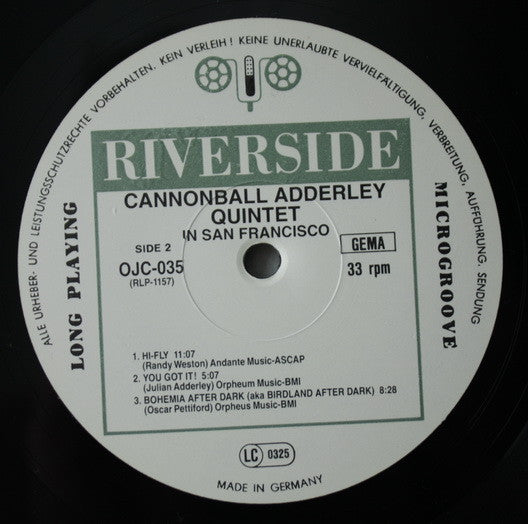 ALLE URHEBER- UND LEISTUNGSSCHUTZRECHTE VORBEHALTEN. KEIN VERLEIH! KEINE UNERLAUBTE VERVIELFÄLTIGUNG, VERBREITUNG, AUFFÜHRUNG, SENDUNG
RIVERSIDE
LONG PLAYING
MICROGROOVE
CANNONBALL ADDERLEY
QUINTET
IN SAN FRANCISCO
SIDE 2
GEMA
OJC-035
33 rpm
(RLP-1157)
1. HI-FLY 11:07
(Randy Weston) Andante Music-ASCAP
2. YOU GOT IT! 5:07
(Julian Adderley) Orpheum Music-BMI
3. BOHEMIA AFTER DARK (aka BIRDLAND AFTER DARK) 8:28
(Oscar Pettiford) Orpheus Music-BMI
LC 0325
MADE IN GERMANY